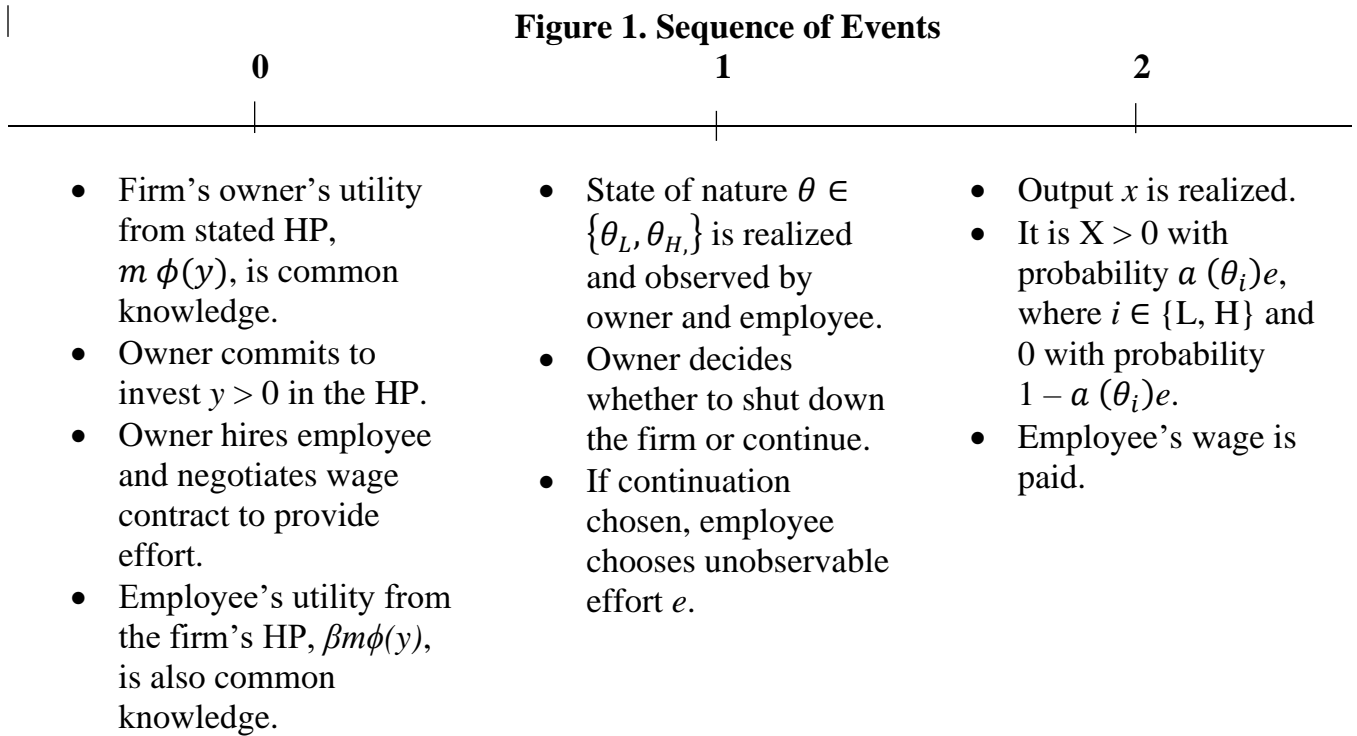 Figure 1. Sequence of Events
0 1 2
• Firm’s owner’s utility
from stated HP,
𝑚 𝜙(𝑦), is common
knowledge.
• Owner commits to
invest y > 0 in the HP.
• Owner hires employee
and negotiates wage
contract to provide
effort.
• Employee’s utility from
the firm’s HP, βmϕ(y),
is also common
knowledge.
• State of nature 𝜃 ∈
{𝜃_L, 𝜃_H,} is realized
and observed by
owner and employee.
• Owner decides
whether to shut down
the firm or continue.
• If continuation
chosen, employee
chooses unobservable
effort e.
• Output x is realized.
• It is X > 0 with
probability 𝑎 (𝜃_i)𝑒,
where 𝑖 ∈ {L, H} and
0 with probability
1 – 𝑎 (𝜃_i)𝑒.
• Employee’s wage is
paid.